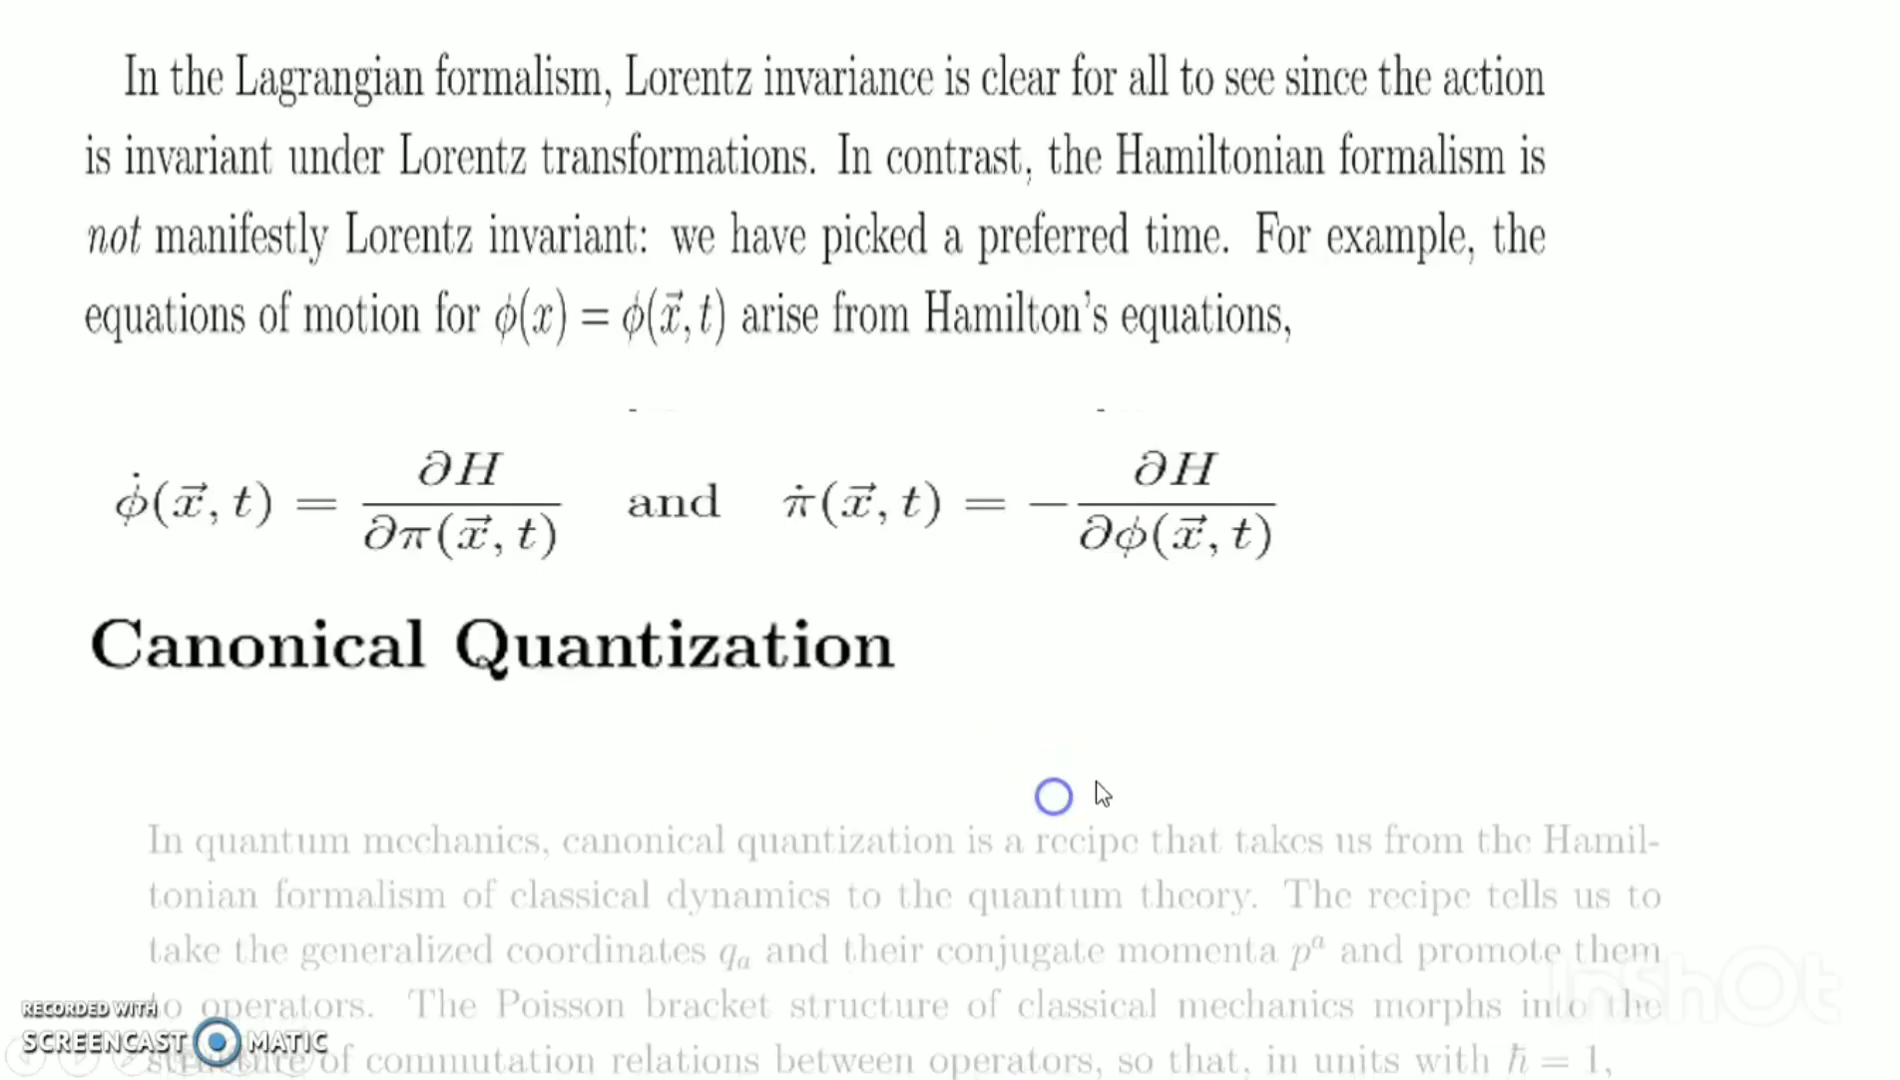 In the Lagrangian formalism, Lorentz invariance is clear for all to see since the action
is invariant under Lorentz transformations. In contrast, the Hamiltonian formalism is
not manifestly Lorentz invariant: we have picked a preferred time. For example, the
equations of motion for ϕ(x) = ϕ(x⃗, t) arise from Hamilton's equations,
ϕ̇(x⃗, t) = ∂H / ∂π(x⃗, t) and π̇(x⃗, t) = − ∂H / ∂ϕ(x⃗, t)
Canonical Quantization
In quantum mechanics, canonical quantization is a recipe that takes us from the Hamil-
tonian formalism of classical dynamics to the quantum theory. The recipe tells us to
take the generalized coordinates qₐ and their conjugate momenta pᵃ and promote them
to operators. The Poisson bracket structure of classical mechanics morphs into the
structure of commutation relations between operators, so that, in units with ħ = 1,
RECORDED WITH
SCREENCAST MATIC
InShOt